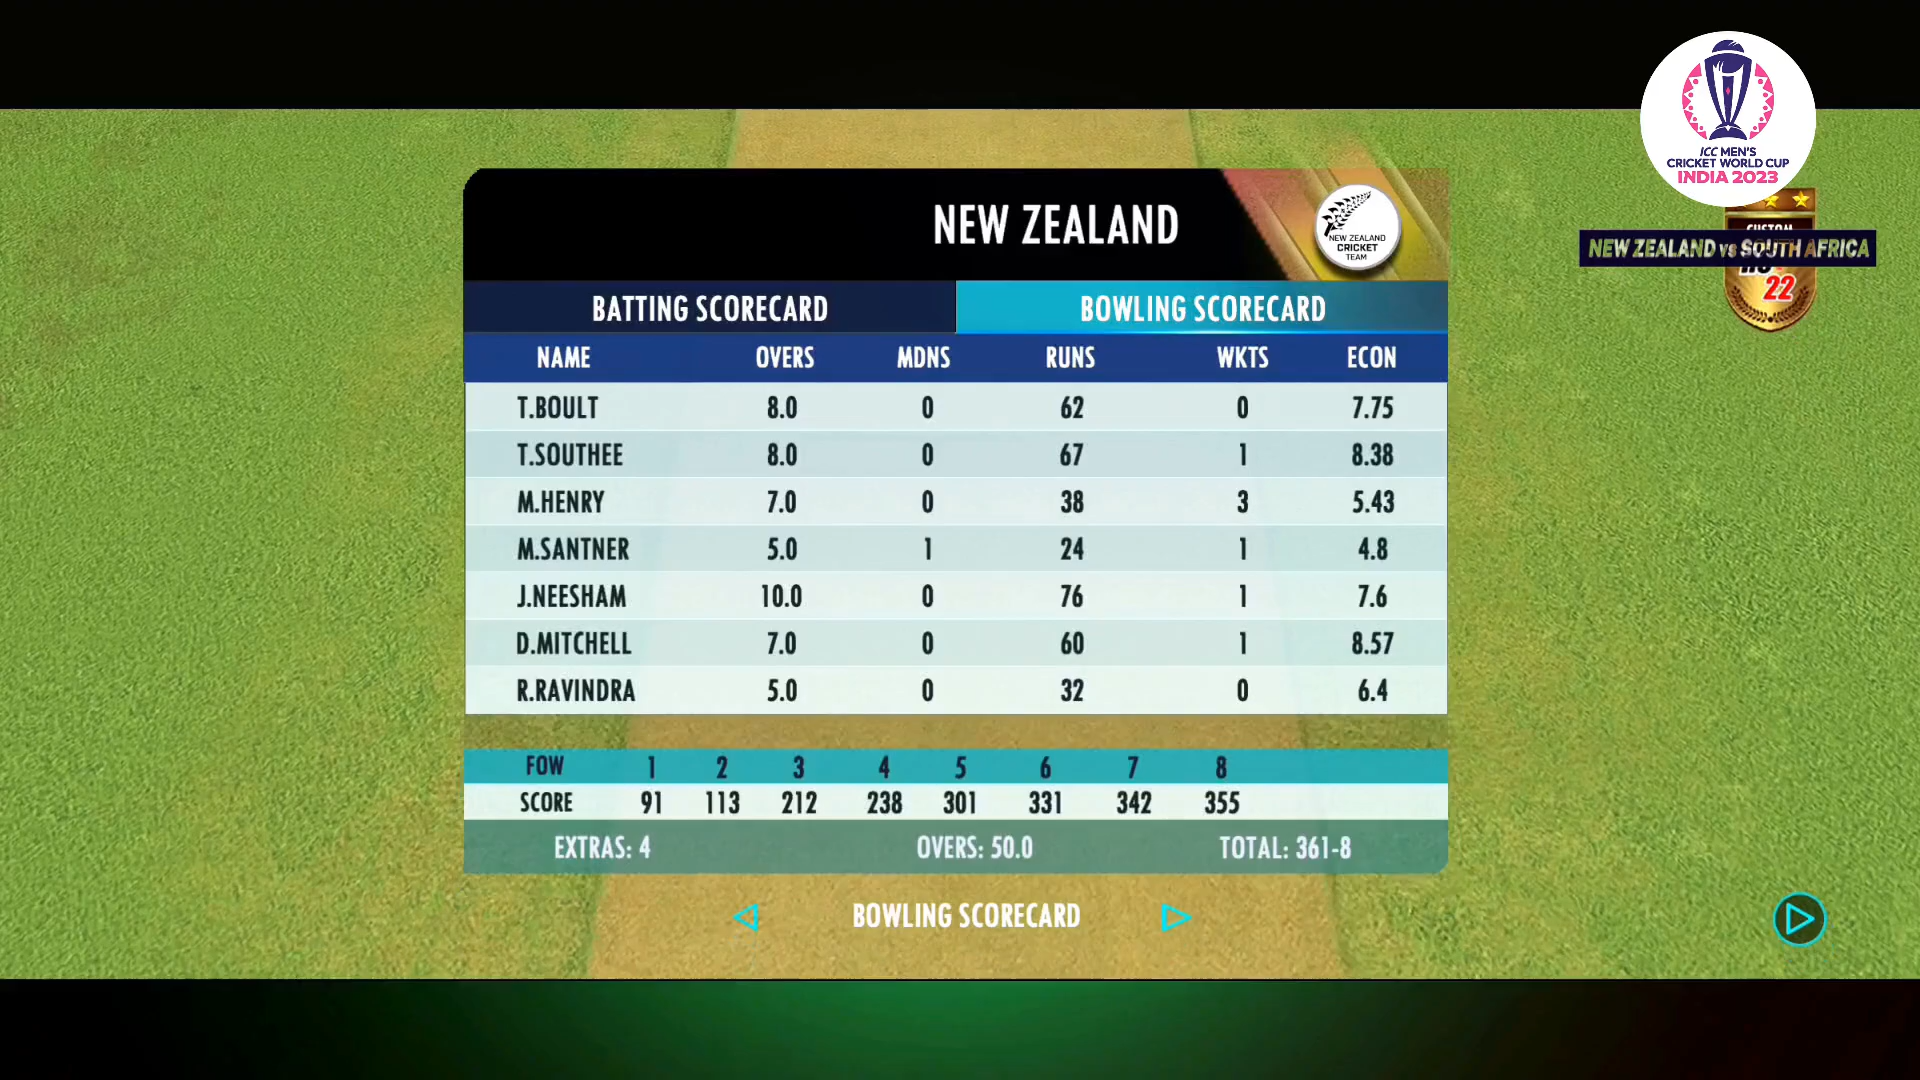 ICC MEN'S
CRICKET WORLD CUP
INDIA 2023
NEW ZEALAND
NEW ZEALAND
CRICKET
TEAM
NEW ZEALAND VS SOUTH AFRICA
22
BATTING SCORECARD BOWLING SCORECARD
NAME OVERS MDNS RUNS WKTS ECON
T.BOULT 8.0 0 62 0 7.75
T.SOUTHEE 8.0 0 67 1 8.38
M.HENRY 7.0 0 38 3 5.43
M.SANTNER 5.0 1 24 1 4.8
J.NEESHAM 10.0 0 76 1 7.6
D.MITCHELL 7.0 0 60 1 8.57
R.RAVINDRA 5.0 0 32 0 6.4
FOW 1 2 3 4 5 6 7 8
SCORE 91 113 212 238 301 331 342 355
EXTRAS: 4 OVERS: 50.0 TOTAL: 361-8
BOWLING SCORECARD